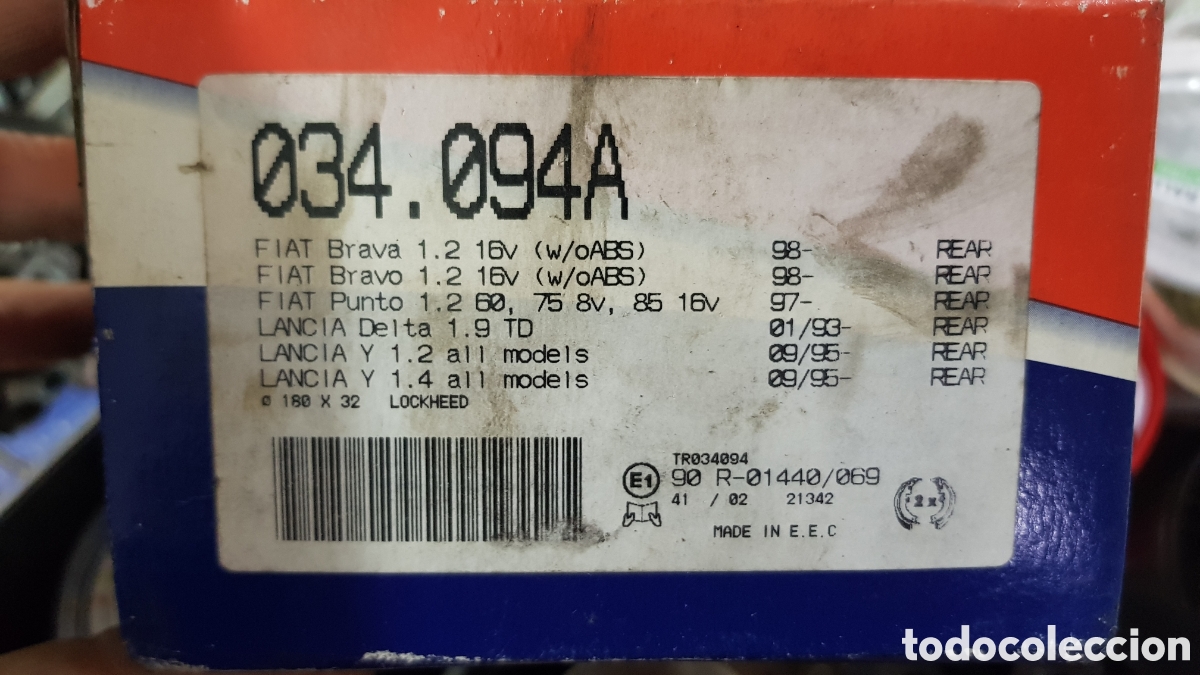 034.094A
FIAT Brava 1.2 16v (w/oABS) 98- REAR
FIAT Bravo 1.2 16v (w/oABS) 98- REAR
FIAT Punto 1.2 60, 75 8v, 85 16v 97- REAR
LANCIA Delta 1.9 TD 01/93- REAR
LANCIA Y 1.2 all models 09/95- REAR
LANCIA Y 1.4 all models 09/95- REAR
ø 180 X 32 LOCKHEED
TR034094
E1 90 R-01440/069
41 / 02 21342
2x
MADE IN E.E.C
todocoleccion